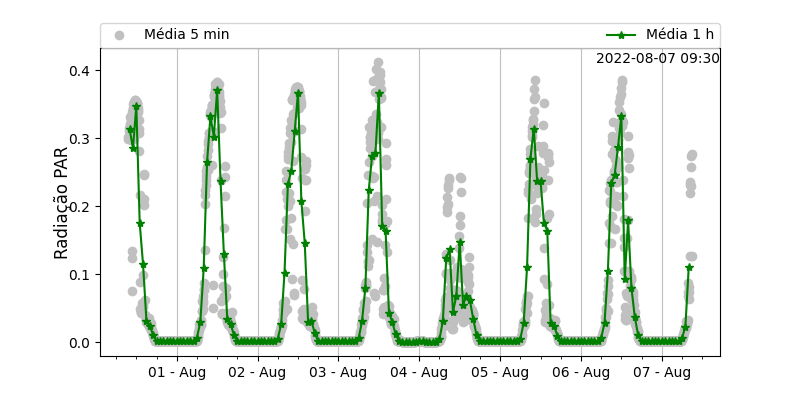 Média 5 min
Média 1 h
2022-08-07 09:30
Radiação PAR
0.4
0.3
0.2
0.1
0.0
01 - Aug
02 - Aug
03 - Aug
04 - Aug
05 - Aug
06 - Aug
07 - Aug